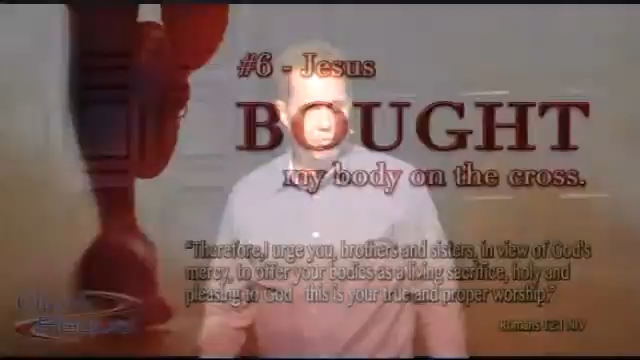 #6 - Jesus
BOUGHT
my body on the cross.
"Therefore, I urge you, brothers and sisters, in view of God's
mercy, to offer your bodies as a living sacrifice, holy and
pleasing to God this is your true and proper worship."
Romans 12:1 NIV